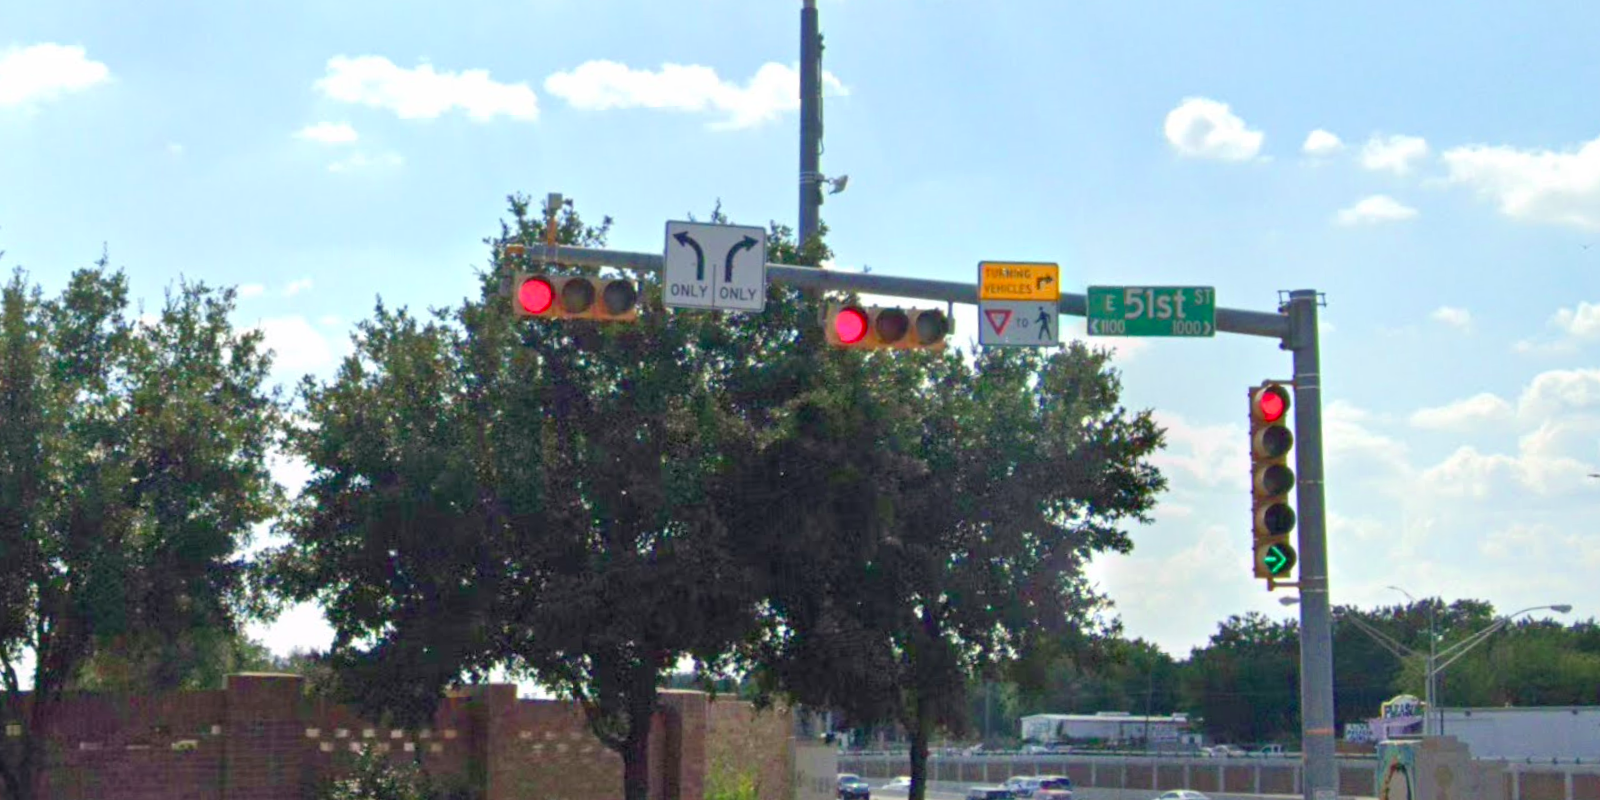 ONLY ONLY
TURNING
VEHICLES
TO
E 51st ST
<1100 1000>